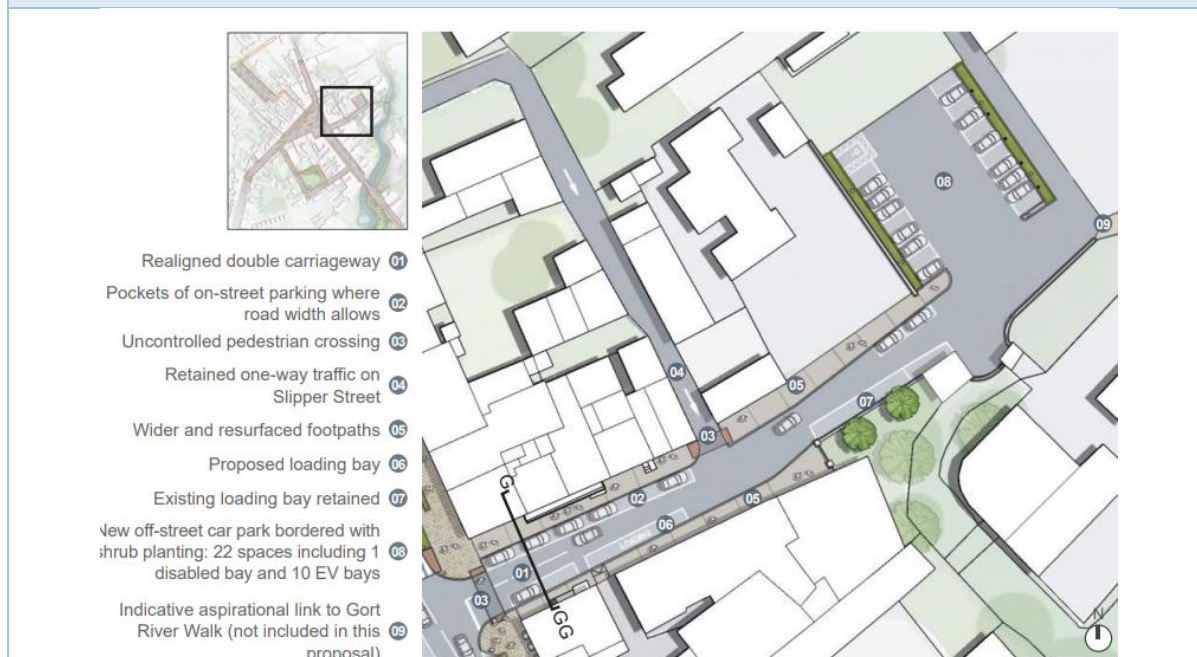 Realigned double carriageway 01
Pockets of on-street parking where
road width allows 02
Uncontrolled pedestrian crossing 03
Retained one-way traffic on
Slipper Street 04
Wider and resurfaced footpaths 05
Proposed loading bay 06
Existing loading bay retained 07
New off-street car park bordered with
shrub planting: 22 spaces including 1 08
disabled bay and 10 EV bays
Indicative aspirational link to Gort
River Walk (not included in this 09
proposal)
08
09
04
05
07
03
02
05
06
LOADING
G
01
03
GG
N